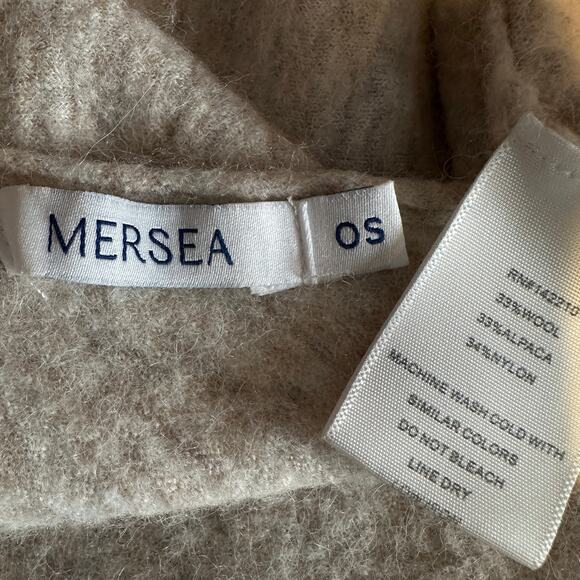 MERSEA
OS
RN#142210
33%WOOL
33%ALPACA
34%NYLON
MACHINE WASH COLD WITH
SIMILAR COLORS
DO NOT BLEACH
LINE DRY